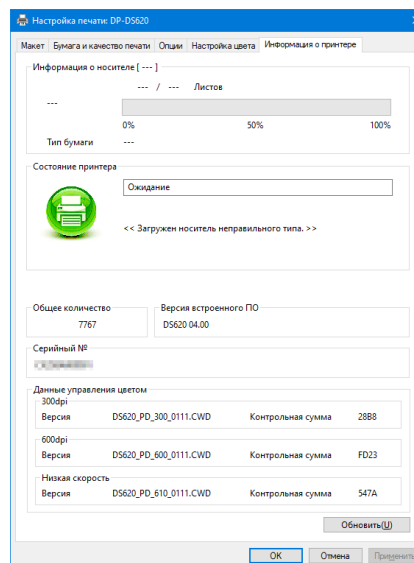 Настройка печати: DP-DS620
Макет Бумага и качество печати Опции Настройка цвета Информация о принтере
Информация о носителе [ --- ]
--- / --- Листов
---
0% 50% 100%
Тип бумаги ---
Состояние принтера
Ожидание
<< Загружен носитель неправильного типа. >>
Общее количество Версия встроенного ПО
7767 DS620 04.00
Серийный №
Данные управления цветом
300dpi
Версия DS620_PD_300_0111.CWD Контрольная сумма 28B8
600dpi
Версия DS620_PD_600_0111.CWD Контрольная сумма FD23
Низкая скорость
Версия DS620_PD_610_0111.CWD Контрольная сумма 547A
Обновить(U)
OK Отмена Применить